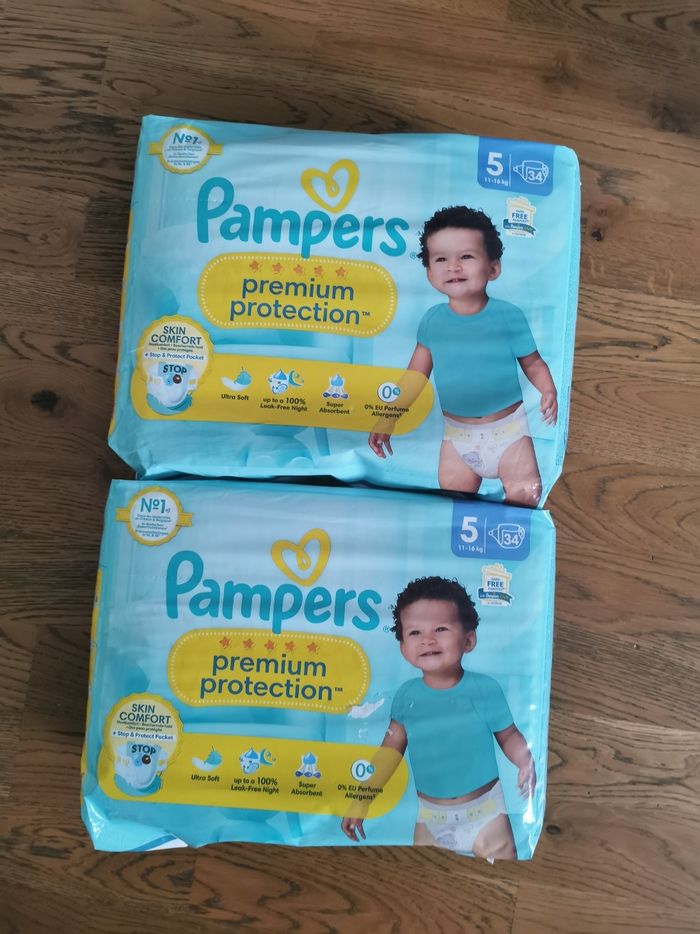 Nº1
5
34
11-16 kg
Pampers
FREE
premium
protection™
SKIN
COMFORT
+ Stop & Protect Pocket
STOP
Ultra Soft
up to a 100%
Leak-Free Night
Super
Absorbent
0%
0% EU Perfume
Allergens
Nº1
5
34
11-16 kg
Pampers
FREE
premium
protection™
SKIN
COMFORT
+ Stop & Protect Pocket
STOP
Ultra Soft
up to a 100%
Leak-Free Night
Super
Absorbent
0%
0% EU Perfume
Allergens